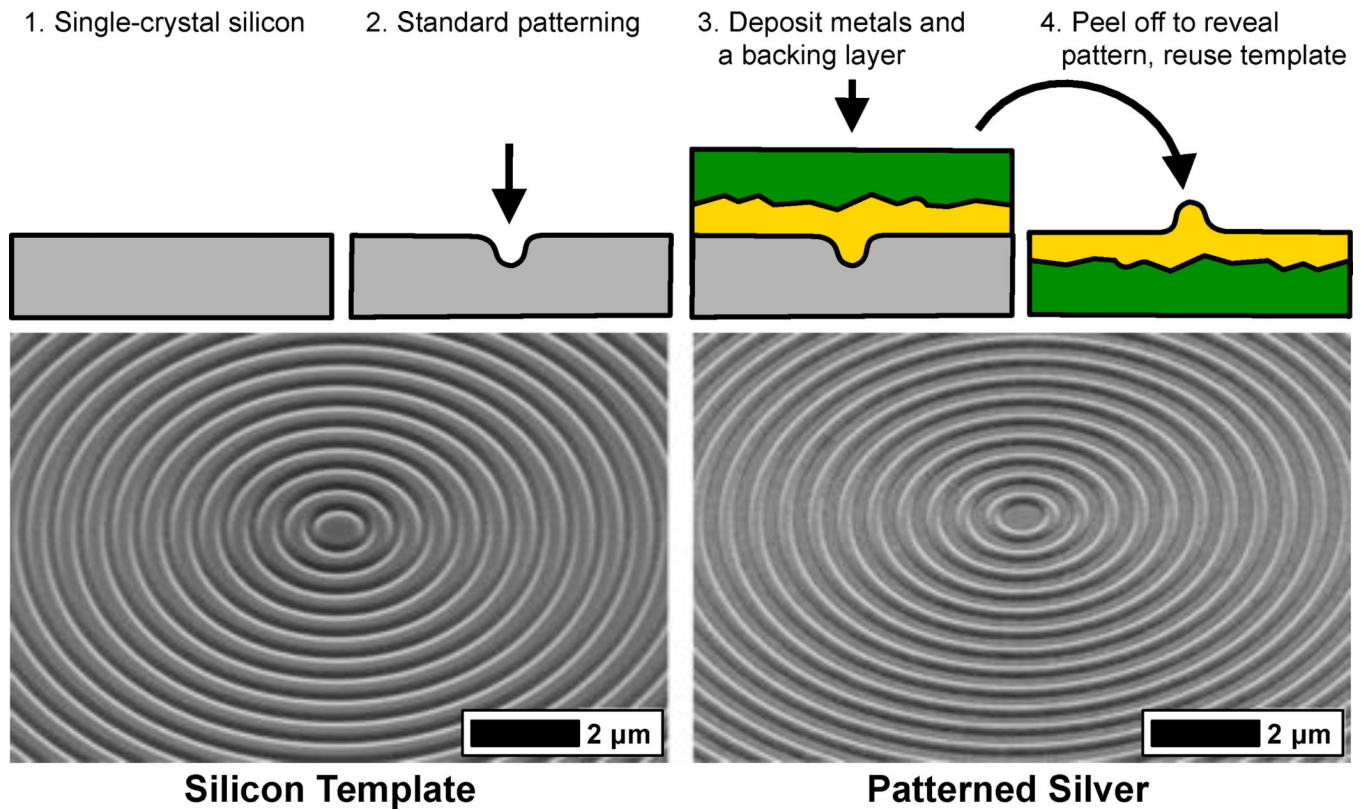 1. Single-crystal silicon
2. Standard patterning
3. Deposit metals and
a backing layer
4. Peel off to reveal
pattern, reuse template
2 µm
2 µm
Silicon Template
Patterned Silver